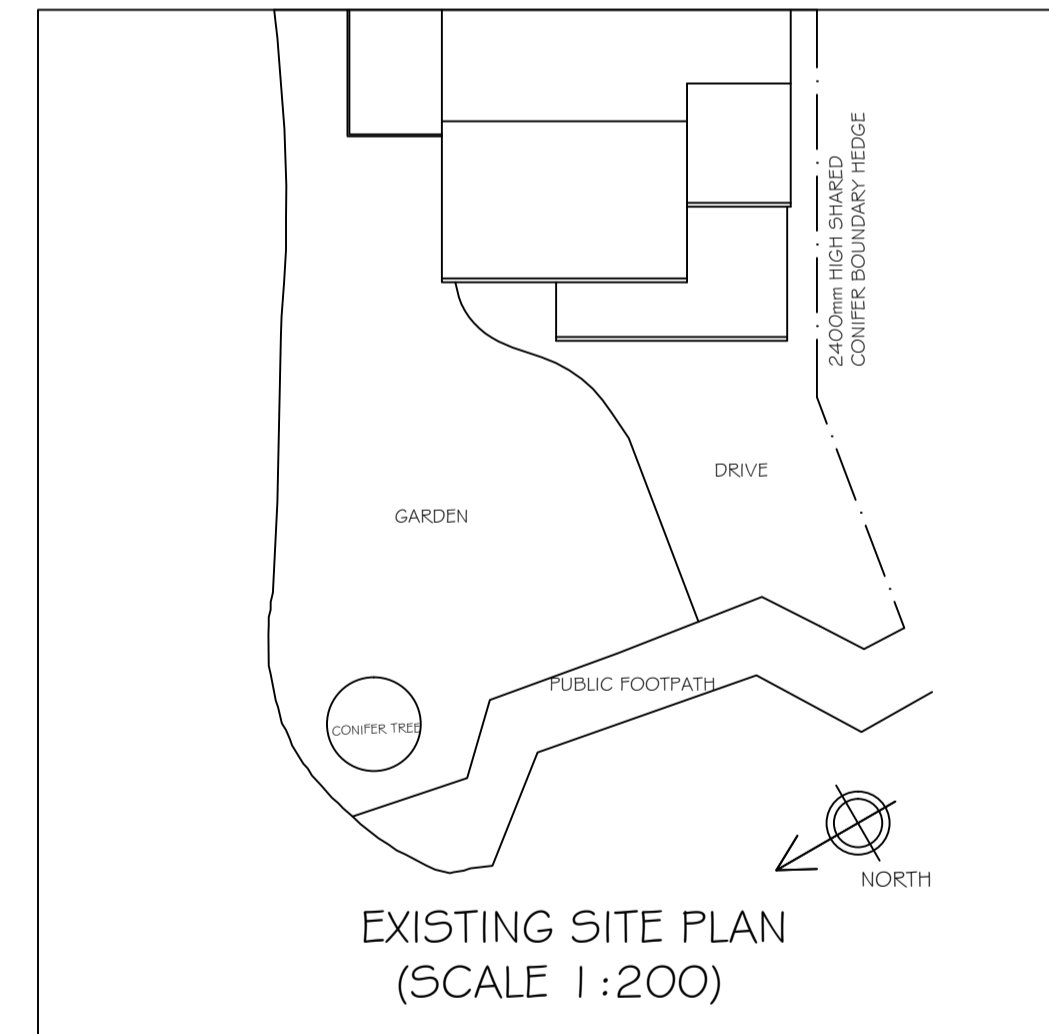 2400mm HIGH SHARED
CONIFER BOUNDARY HEDGE
DRIVE
GARDEN
PUBLIC FOOTPATH
CONIFER TREE
NORTH
EXISTING SITE PLAN
(SCALE 1:200)